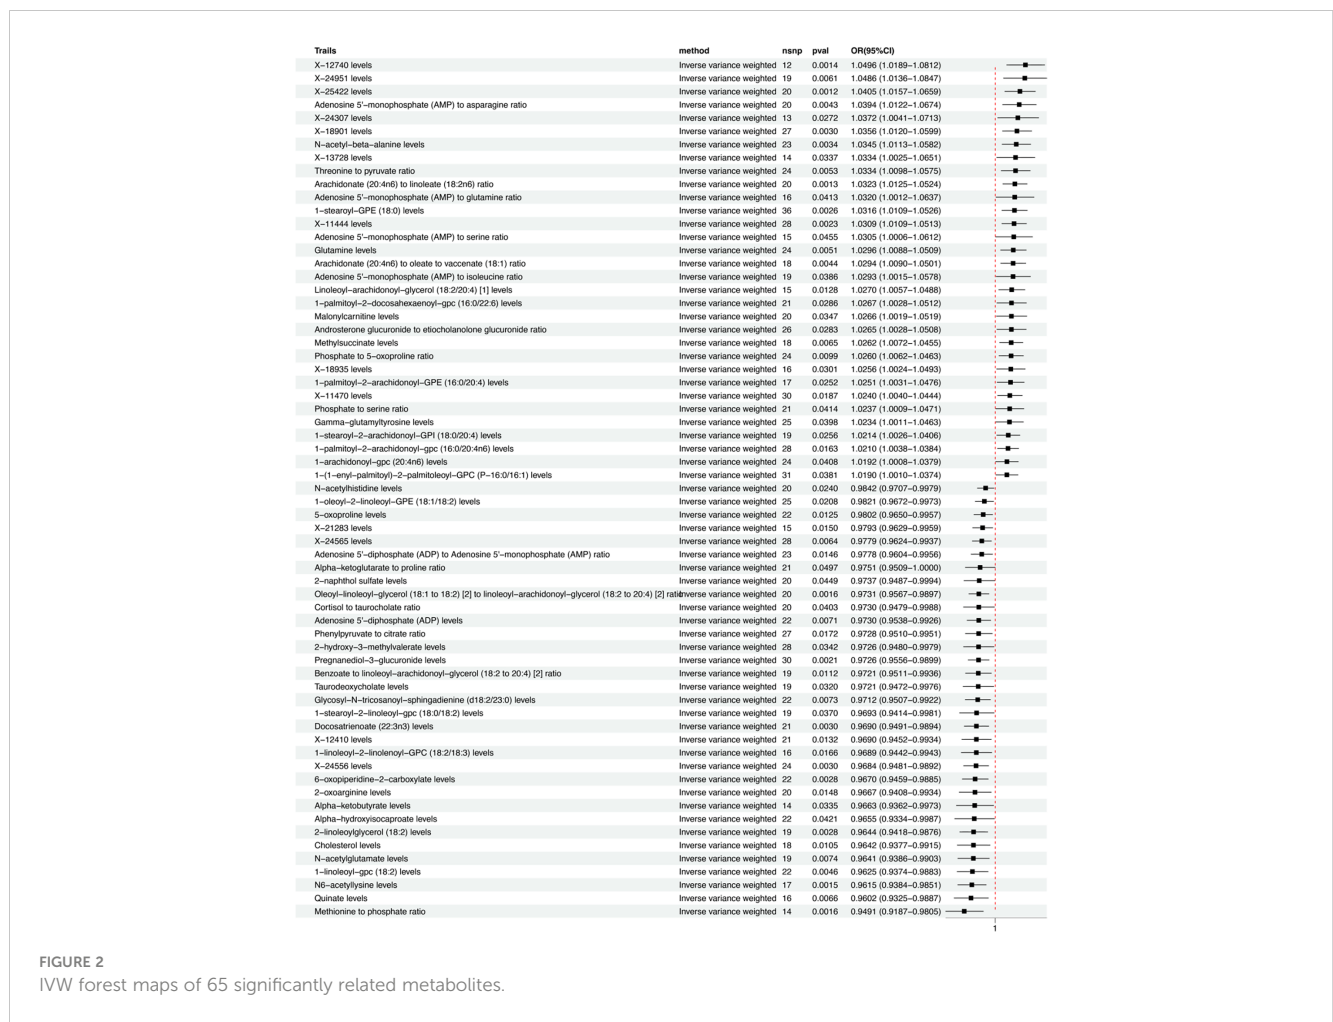 Trails method nsnp pval OR(95%CI)
X−12740 levels Inverse variance weighted 12 0.0014 1.0496 (1.0189−1.0812)
X−24951 levels Inverse variance weighted 19 0.0061 1.0486 (1.0136−1.0847)
X−25422 levels Inverse variance weighted 20 0.0012 1.0405 (1.0157−1.0659)
Adenosine 5'−monophosphate (AMP) to asparagine ratio Inverse variance weighted 20 0.0043 1.0394 (1.0122−1.0674)
X−24307 levels Inverse variance weighted 13 0.0272 1.0372 (1.0041−1.0713)
X−18901 levels Inverse variance weighted 27 0.0030 1.0356 (1.0120−1.0599)
N−acetyl−beta−alanine levels Inverse variance weighted 23 0.0034 1.0345 (1.0113−1.0582)
X−13728 levels Inverse variance weighted 14 0.0337 1.0334 (1.0025−1.0651)
Threonine to pyruvate ratio Inverse variance weighted 24 0.0053 1.0334 (1.0098−1.0575)
Arachidonate (20:4n6) to linoleate (18:2n6) ratio Inverse variance weighted 20 0.0013 1.0323 (1.0125−1.0524)
Adenosine 5'−monophosphate (AMP) to glutamine ratio Inverse variance weighted 16 0.0413 1.0320 (1.0012−1.0637)
1−stearoyl−GPE (18:0) levels Inverse variance weighted 36 0.0026 1.0316 (1.0109−1.0526)
X−11444 levels Inverse variance weighted 28 0.0023 1.0309 (1.0109−1.0513)
Adenosine 5'−monophosphate (AMP) to serine ratio Inverse variance weighted 15 0.0455 1.0305 (1.0006−1.0612)
Glutamine levels Inverse variance weighted 24 0.0051 1.0296 (1.0088−1.0509)
Arachidonate (20:4n6) to oleate to vaccenate (18:1) ratio Inverse variance weighted 18 0.0044 1.0294 (1.0090−1.0501)
Adenosine 5'−monophosphate (AMP) to isoleucine ratio Inverse variance weighted 19 0.0386 1.0293 (1.0015−1.0578)
Linoleoyl−arachidonoyl−glycerol (18:2/20:4) [1] levels Inverse variance weighted 15 0.0128 1.0270 (1.0057−1.0488)
1−palmitoyl−2−docosahexaenoyl−gpc (16:0/22:6) levels Inverse variance weighted 21 0.0286 1.0267 (1.0028−1.0512)
Malonylcarnitine levels Inverse variance weighted 20 0.0347 1.0266 (1.0019−1.0519)
Androsterone glucuronide to etiocholanolone glucuronide ratio Inverse variance weighted 26 0.0283 1.0265 (1.0028−1.0508)
Methylsuccinate levels Inverse variance weighted 18 0.0065 1.0262 (1.0072−1.0455)
Phosphate to 5−oxoproline ratio Inverse variance weighted 24 0.0099 1.0260 (1.0062−1.0463)
X−18935 levels Inverse variance weighted 16 0.0301 1.0256 (1.0024−1.0493)
1−palmitoyl−2−arachidonoyl−GPE (16:0/20:4) levels Inverse variance weighted 17 0.0252 1.0251 (1.0031−1.0476)
X−11470 levels Inverse variance weighted 30 0.0187 1.0240 (1.0040−1.0444)
Phosphate to serine ratio Inverse variance weighted 21 0.0414 1.0237 (1.0009−1.0471)
Gamma−glutamyltyrosine levels Inverse variance weighted 25 0.0398 1.0234 (1.0011−1.0463)
1−stearoyl−2−arachidonoyl−GPI (18:0/20:4) levels Inverse variance weighted 19 0.0256 1.0214 (1.0026−1.0406)
1−palmitoyl−2−arachidonoyl−gpc (16:0/20:4n6) levels Inverse variance weighted 28 0.0163 1.0210 (1.0038−1.0384)
1−arachidonoyl−gpc (20:4n6) levels Inverse variance weighted 24 0.0408 1.0192 (1.0008−1.0379)
1−(1−enyl−palmitoyl)−2−palmitoleoyl−GPC (P−16:0/16:1) levels Inverse variance weighted 31 0.0381 1.0190 (1.0010−1.0374)
N−acetylhistidine levels Inverse variance weighted 20 0.0240 0.9842 (0.9707−0.9979)
1−oleoyl−2−linoleoyl−GPE (18:1/18:2) levels Inverse variance weighted 25 0.0208 0.9821 (0.9672−0.9973)
5−oxoproline levels Inverse variance weighted 22 0.0125 0.9802 (0.9650−0.9957)
X−21283 levels Inverse variance weighted 15 0.0150 0.9793 (0.9629−0.9959)
X−24565 levels Inverse variance weighted 28 0.0064 0.9779 (0.9624−0.9937)
Adenosine 5'−diphosphate (ADP) to Adenosine 5'−monophosphate (AMP) ratio Inverse variance weighted 23 0.0146 0.9778 (0.9604−0.9956)
Alpha−ketoglutarate to proline ratio Inverse variance weighted 21 0.0497 0.9751 (0.9509−1.0000)
2−naphthol sulfate levels Inverse variance weighted 20 0.0449 0.9737 (0.9487−0.9994)
Oleoyl−linoleoyl−glycerol (18:1 to 18:2) [2] to linoleoyl−arachidonoyl−glycerol (18:2 to 20:4) [2] ratio Inverse variance weighted 20 0.0016 0.9731 (0.9567−0.9897)
Cortisol to taurocholate ratio Inverse variance weighted 20 0.0403 0.9730 (0.9479−0.9988)
Adenosine 5'−diphosphate (ADP) levels Inverse variance weighted 22 0.0071 0.9730 (0.9538−0.9926)
Phenylpyruvate to citrate ratio Inverse variance weighted 27 0.0172 0.9728 (0.9510−0.9951)
2−hydroxy−3−methylvalerate levels Inverse variance weighted 28 0.0342 0.9726 (0.9480−0.9979)
Pregnanediol−3−glucuronide levels Inverse variance weighted 30 0.0021 0.9726 (0.9556−0.9899)
Benzoate to linoleoyl−arachidonoyl−glycerol (18:2 to 20:4) [2] ratio Inverse variance weighted 19 0.0112 0.9721 (0.9511−0.9936)
Taurodeoxycholate levels Inverse variance weighted 19 0.0320 0.9721 (0.9472−0.9976)
Glycosyl−N−tricosanoyl−sphingadienine (d18:2/23:0) levels Inverse variance weighted 22 0.0073 0.9712 (0.9507−0.9922)
1−stearoyl−2−linoleoyl−gpc (18:0/18:2) levels Inverse variance weighted 19 0.0370 0.9693 (0.9414−0.9981)
Docosatrienoate (22:3n3) levels Inverse variance weighted 21 0.0030 0.9690 (0.9491−0.9894)
X−12410 levels Inverse variance weighted 21 0.0132 0.9690 (0.9452−0.9934)
1−linoleoyl−2−linolenoyl−GPC (18:2/18:3) levels Inverse variance weighted 16 0.0166 0.9689 (0.9442−0.9943)
X−24556 levels Inverse variance weighted 24 0.0030 0.9684 (0.9481−0.9892)
6−oxopiperidine−2−carboxylate levels Inverse variance weighted 22 0.0028 0.9670 (0.9459−0.9885)
2−oxoarginine levels Inverse variance weighted 20 0.0148 0.9667 (0.9408−0.9934)
Alpha−ketobutyrate levels Inverse variance weighted 14 0.0335 0.9663 (0.9362−0.9973)
Alpha−hydroxyisocaproate levels Inverse variance weighted 22 0.0421 0.9655 (0.9334−0.9987)
2−linoleoylglycerol (18:2) levels Inverse variance weighted 19 0.0028 0.9644 (0.9418−0.9876)
Cholesterol levels Inverse variance weighted 18 0.0105 0.9642 (0.9377−0.9915)
N−acetylglutamate levels Inverse variance weighted 19 0.0074 0.9641 (0.9386−0.9903)
1−linoleoyl−gpc (18:2) levels Inverse variance weighted 22 0.0046 0.9625 (0.9374−0.9883)
N6−acetyllysine levels Inverse variance weighted 17 0.0015 0.9615 (0.9384−0.9851)
Quinate levels Inverse variance weighted 16 0.0066 0.9602 (0.9325−0.9887)
Methionine to phosphate ratio Inverse variance weighted 14 0.0016 0.9491 (0.9187−0.9805)
1
FIGURE 2
IVW forest maps of 65 significantly related metabolites.